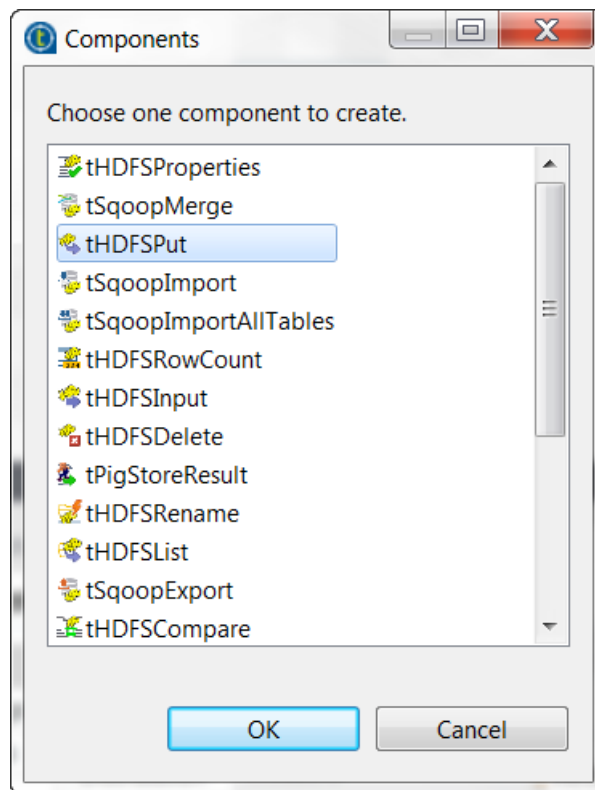 Components
Choose one component to create.
tHDFSProperties
tSqoopMerge
tHDFSPut
tSqoopImport
tSqoopImportAllTables
tHDFSRowCount
tHDFSInput
tHDFSDelete
tPigStoreResult
tHDFSRename
tHDFSList
tSqoopExport
tHDFSCompare
OK Cancel